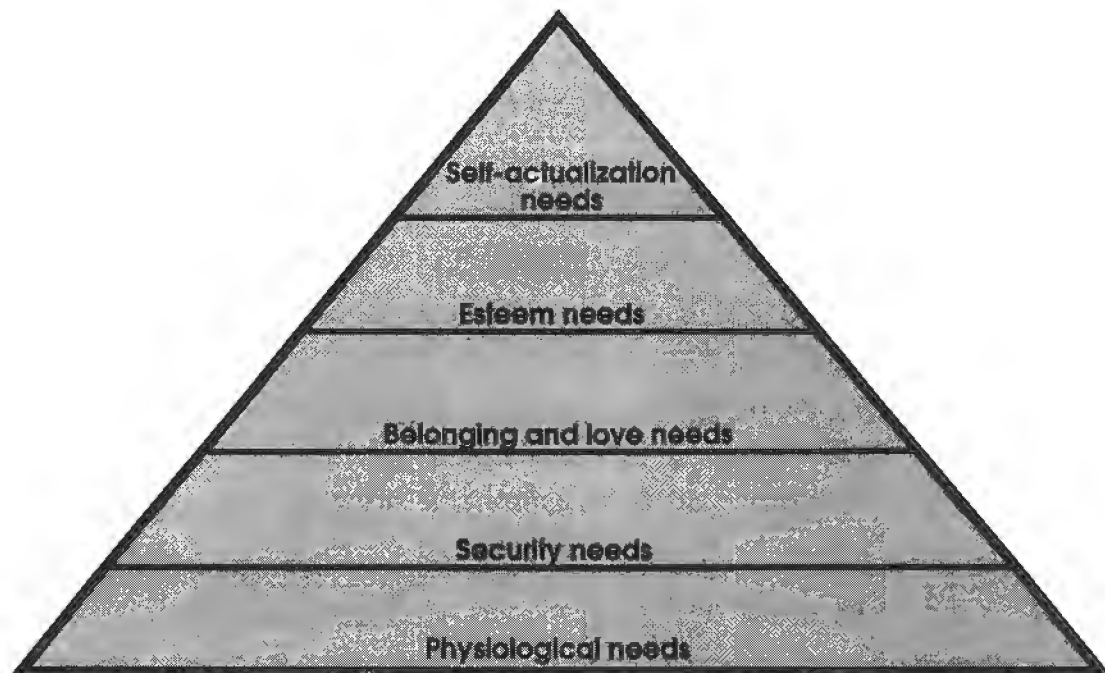 Self-actualization
needs
Esteem needs
Belonging and love needs
Security needs
Physiological needs